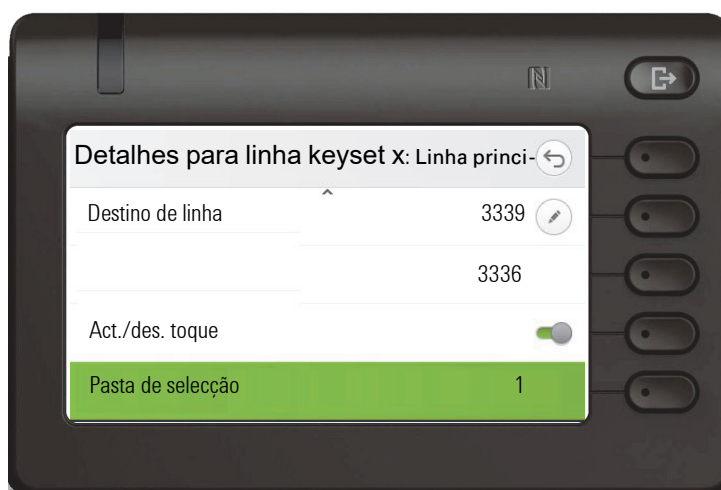 Detalhes para linha keyset x: Linha princi-
Destino de linha 3339
3336
Act./des. toque
Pasta de selecção 1